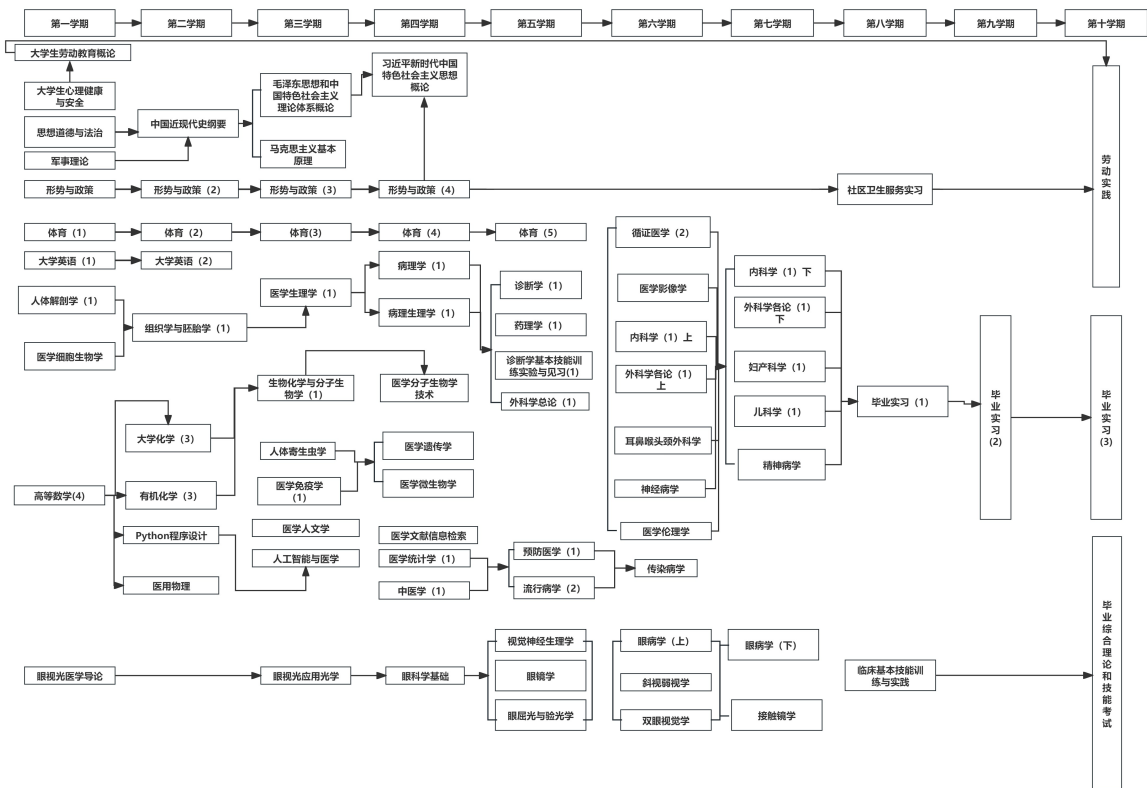 第一学期
第二学期
第三学期
第四学期
第五学期
第六学期
第七学期
第八学期
第九学期
第十学期
大学生劳动教育概论
大学生心理健康
与安全
思想道德与法治
军事理论
中国近现代史纲要
毛泽东思想和中
国特色社会主义
理论体系概论
马克思主义基本
原理
习近平新时代中国
特色社会主义思想
概论
形势与政策
形势与政策（2）
形势与政策（3）
形势与政策（4）
社区卫生服务实习
劳动实践
体育（1）
体育（2）
体育(3)
体育（4）
体育（5）
大学英语（1）
大学英语（2）
人体解剖学（1）
医学细胞生物学
组织学与胚胎学（1）
医学生理学（1）
病理学（1）
病理生理学（1）
诊断学（1）
药理学（1）
诊断学基本技能训
练实验与见习(1)
外科学总论（1）
循证医学（2）
医学影像学
内科学（1）上
外科学各论（1）
上
耳鼻喉头颈外科学
神经病学
医学伦理学
内科学（1）下
外科学各论（1）
下
妇产科学（1）
儿科学（1）
精神病学
毕业实习（1）
毕业实习(2)
毕业实习(3)
生物化学与分子生
物学（1）
医学分子生物学
技术
大学化学（3）
高等数学(4)
有机化学（3）
Python程序设计
医用物理
人体寄生虫学
医学免疫学
（1）
医学遗传学
医学微生物学
医学人文学
人工智能与医学
医学文献信息检索
医学统计学（1）
中医学（1）
预防医学（1）
流行病学（2）
传染病学
眼视光医学导论
眼视光应用光学
眼科学基础
视觉神经生理学
眼镜学
眼屈光与验光学
眼病学（上）
斜视弱视学
双眼视觉学
眼病学（下）
接触镜学
临床基本技能训
练与实践
毕业综合理论和技能考试